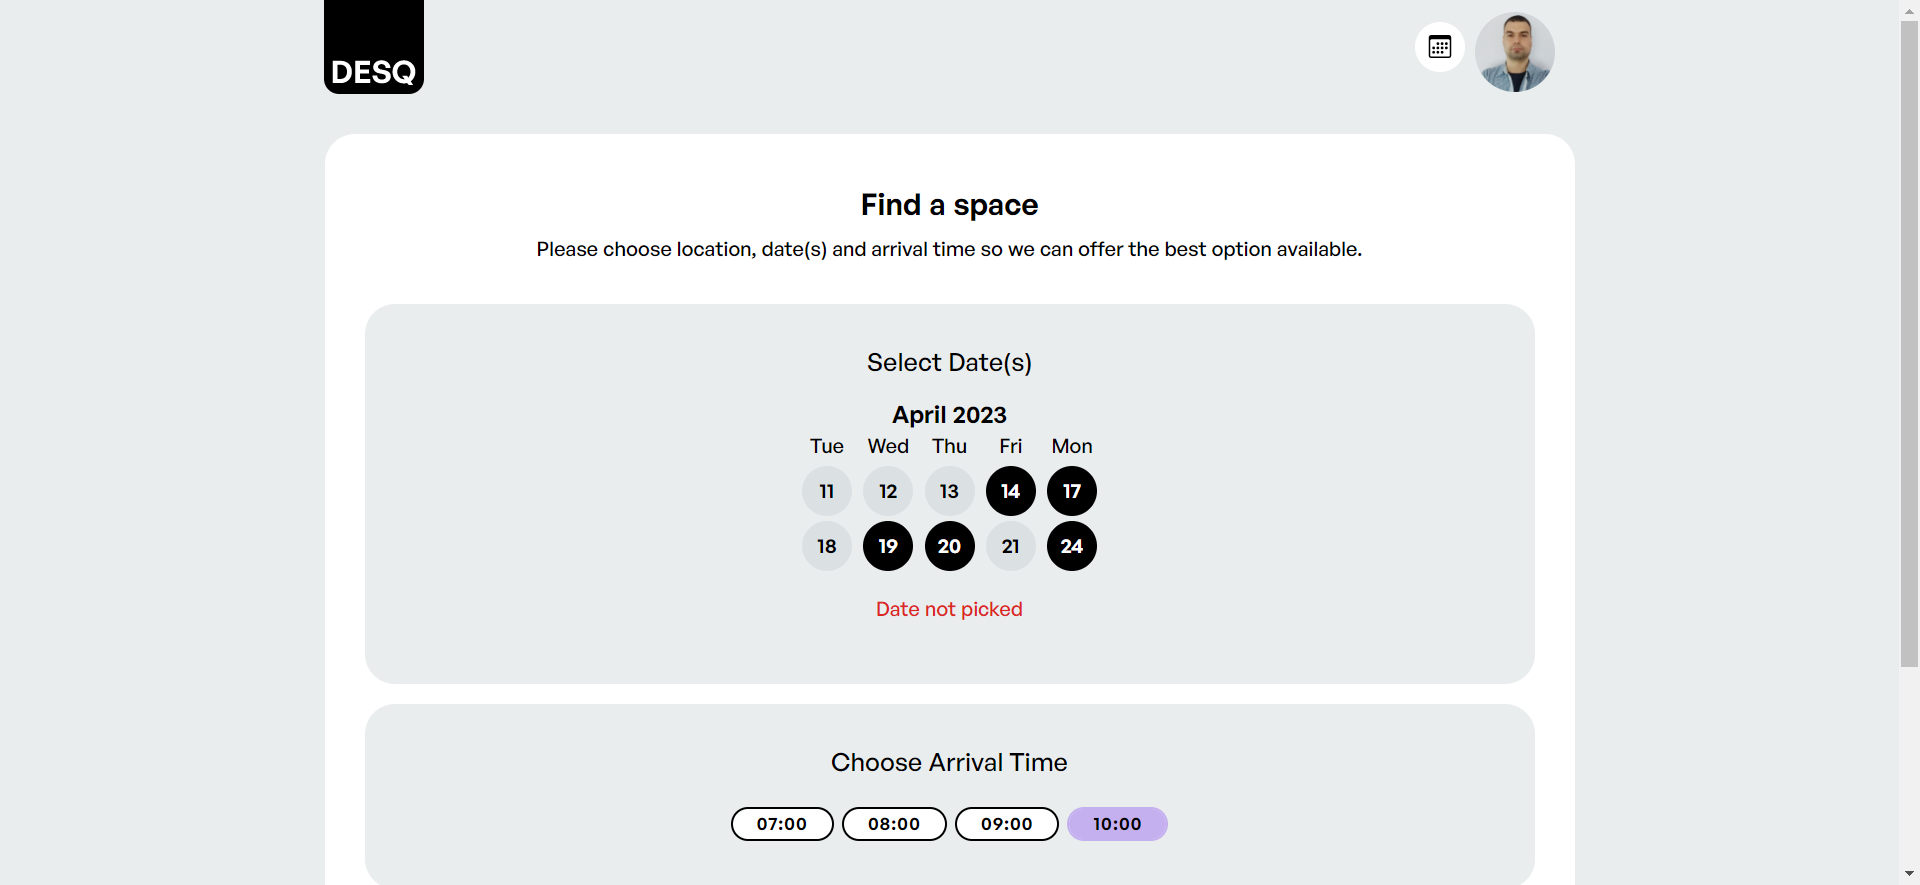 DESQ
Find a space
Please choose location, date(s) and arrival time so we can offer the best option available.
Select Date(s)
April 2023
Tue Wed Thu Fri Mon
11 12 13 14 17
18 19 20 21 24
Date not picked
Choose Arrival Time
07:00 08:00 09:00 10:00